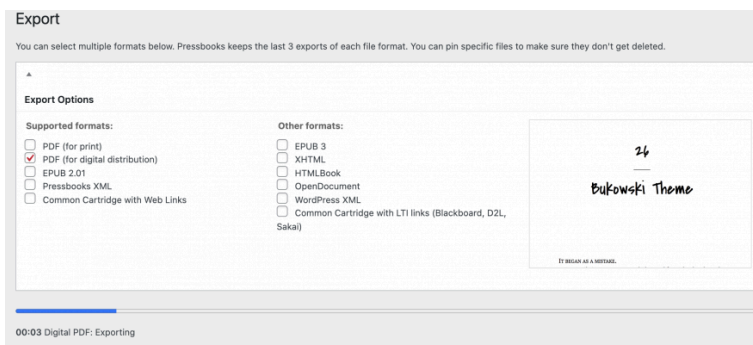 Export
You can select multiple formats below. Pressbooks keeps the last 3 exports of each file format. You can pin specific files to make sure they don't get deleted.
Export Options
Supported formats:
PDF (for print)
PDF (for digital distribution)
EPUB 2.01
Pressbooks XML
Common Cartridge with Web Links
Other formats:
EPUB 3
XHTML
HTMLBook
OpenDocument
WordPress XML
Common Cartridge with LTI links (Blackboard, D2L,
Sakai)
26
Bukowski Theme
It began as a mistake.
00:03 Digital PDF: Exporting